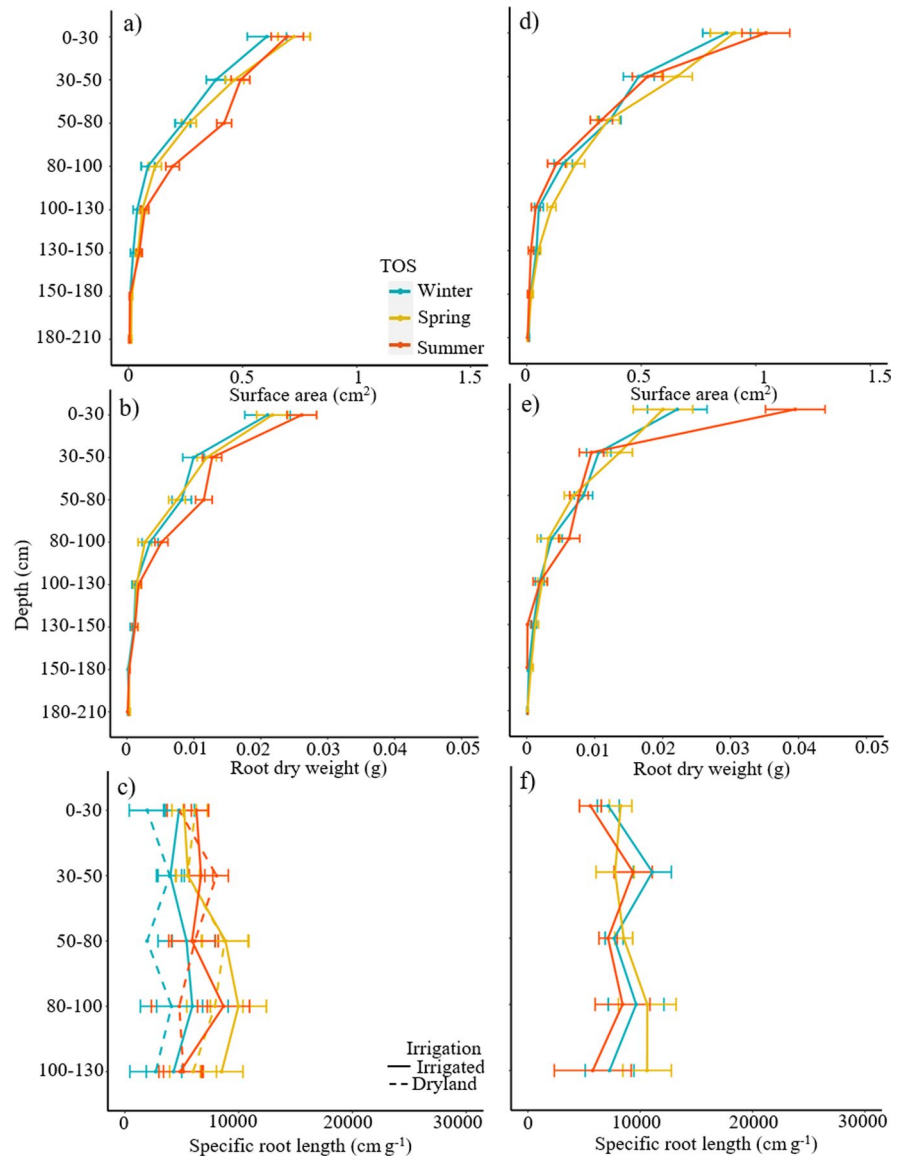 a)
0-30
30-50
50-80
80-100
100-130
130-150
150-180
180-210
TOS
Winter
Spring
Summer
0 0.5 1 1.5
Surface area (cm²)
d)
0 0.5 1 1.5
Surface area (cm²)
b)
0-30
30-50
50-80
80-100
100-130
130-150
150-180
180-210
Depth (cm)
0 0.01 0.02 0.03 0.04 0.05
Root dry weight (g)
e)
0 0.01 0.02 0.03 0.04 0.05
Root dry weight (g)
c)
0-30
30-50
50-80
80-100
100-130
Irrigation
Irrigated
Dryland
0 10000 20000 30000
Specific root length (cm g⁻¹)
f)
0 10000 20000 30000
Specific root length (cm g⁻¹)